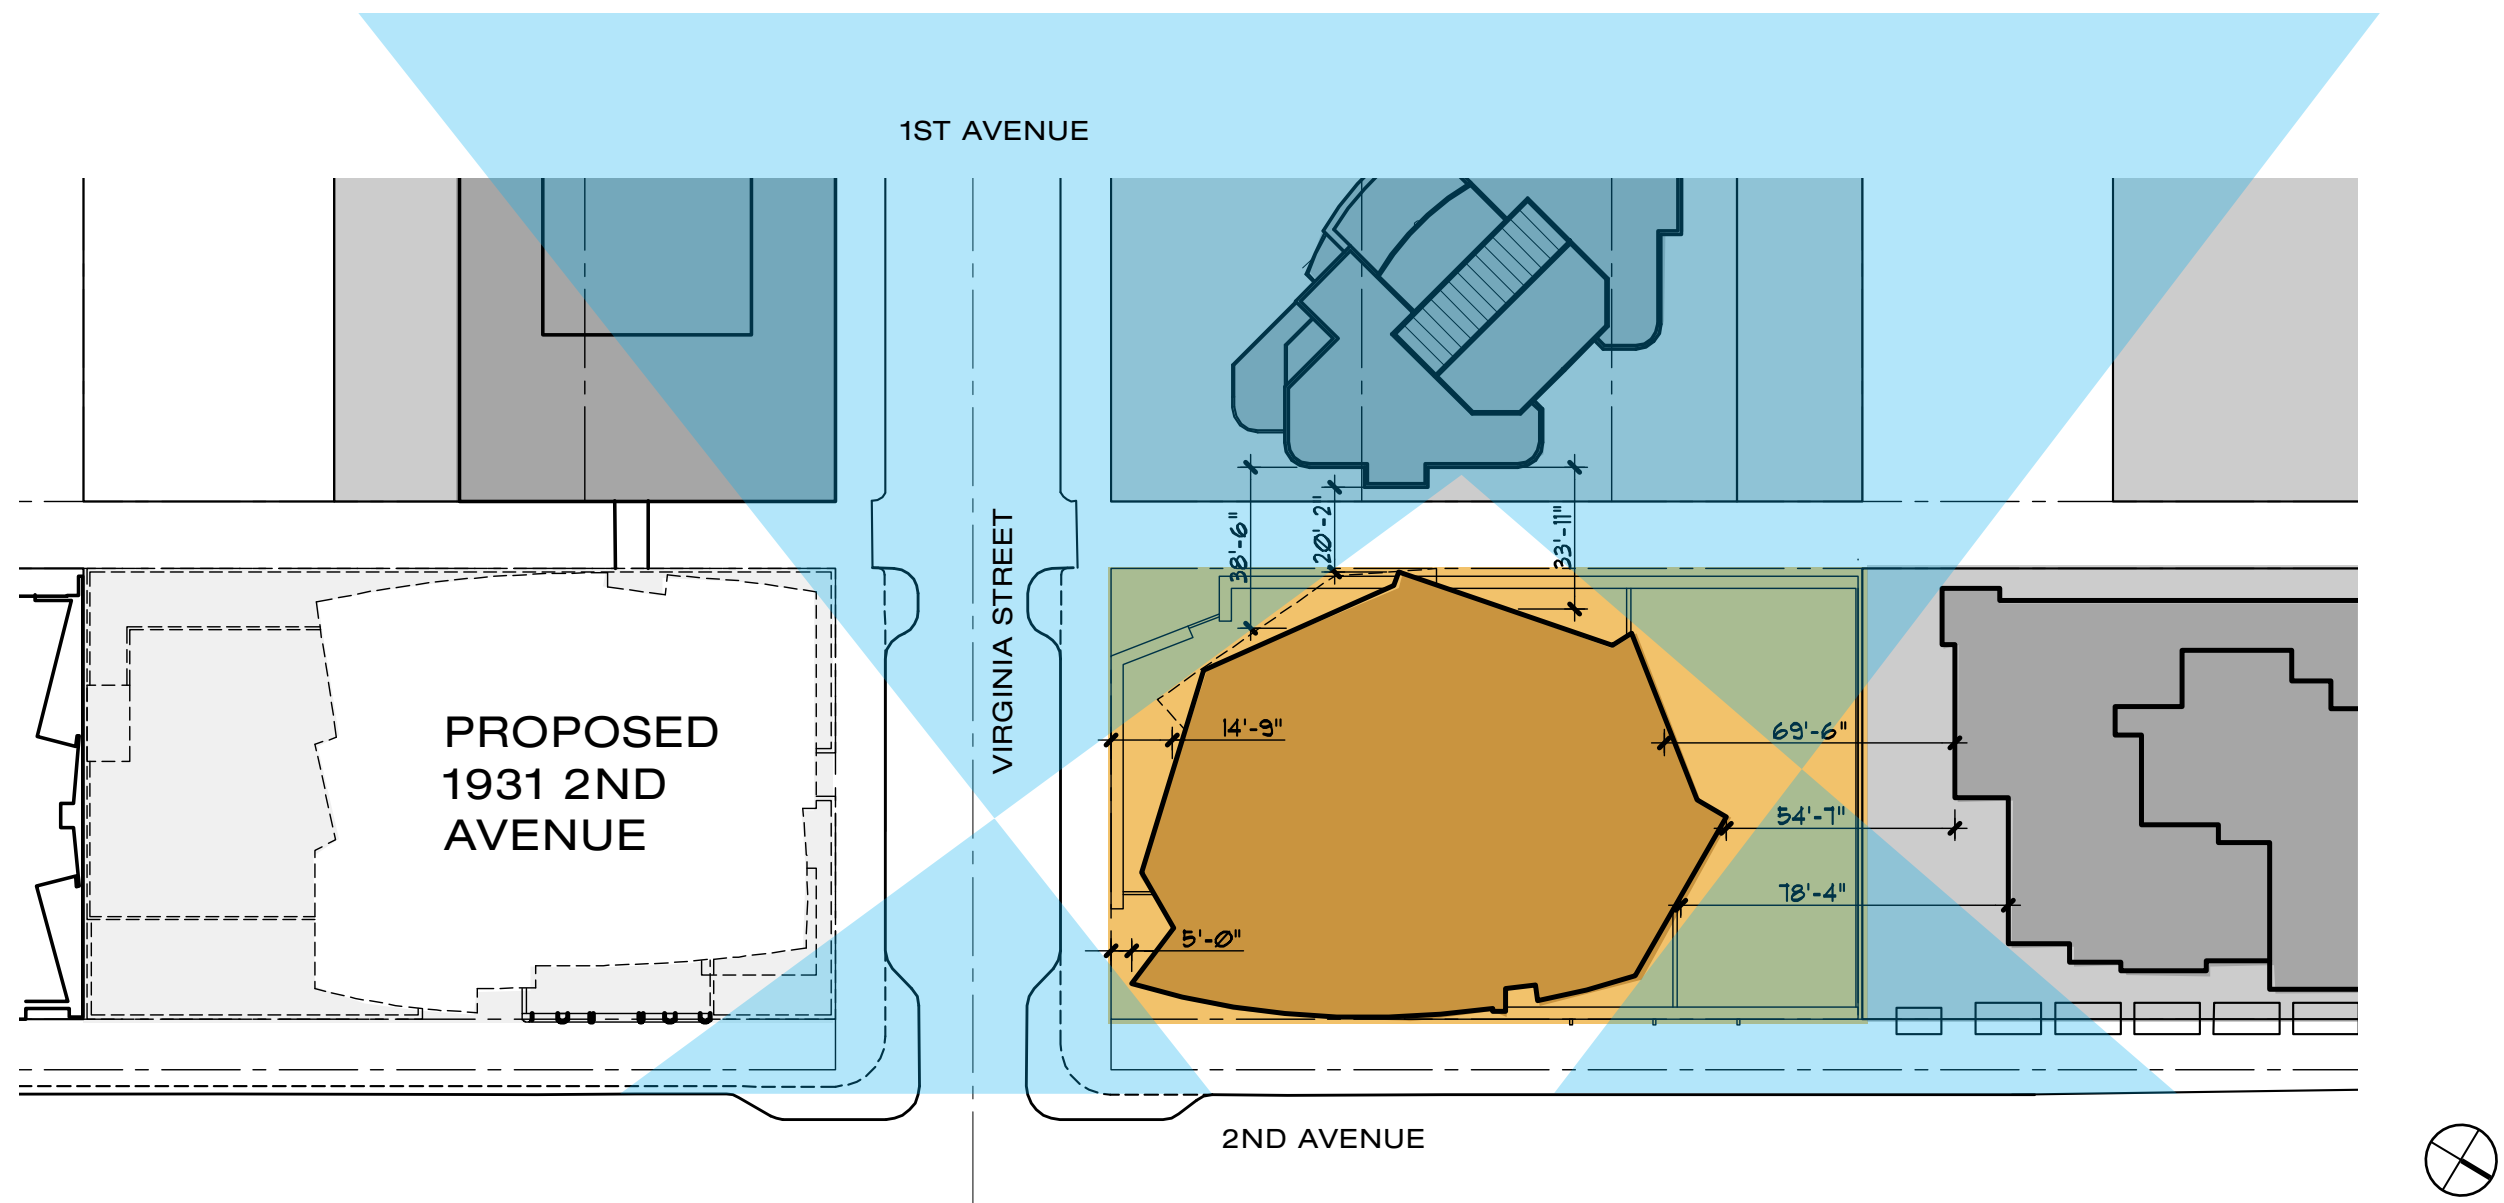 1ST AVENUE
VIRGINIA STREET
38'-6"
20'-2"
33'-11"
PROPOSED
1931 2ND
AVENUE
14'-9"
69'-6"
54'-7"
78'-4"
5'-0"
2ND AVENUE